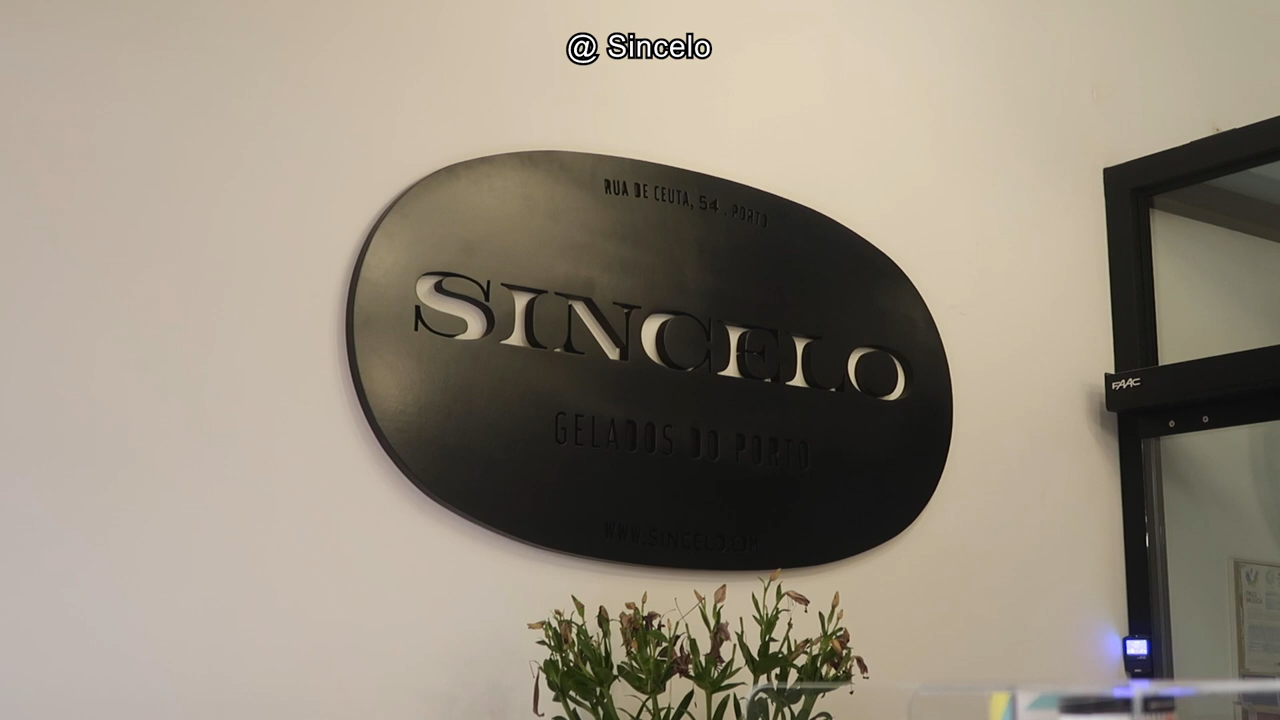 @ Sincelo
RUA DE CEUTA, 54 . PORTO
SINCELO
GELADOS DO PORTO
FAAC